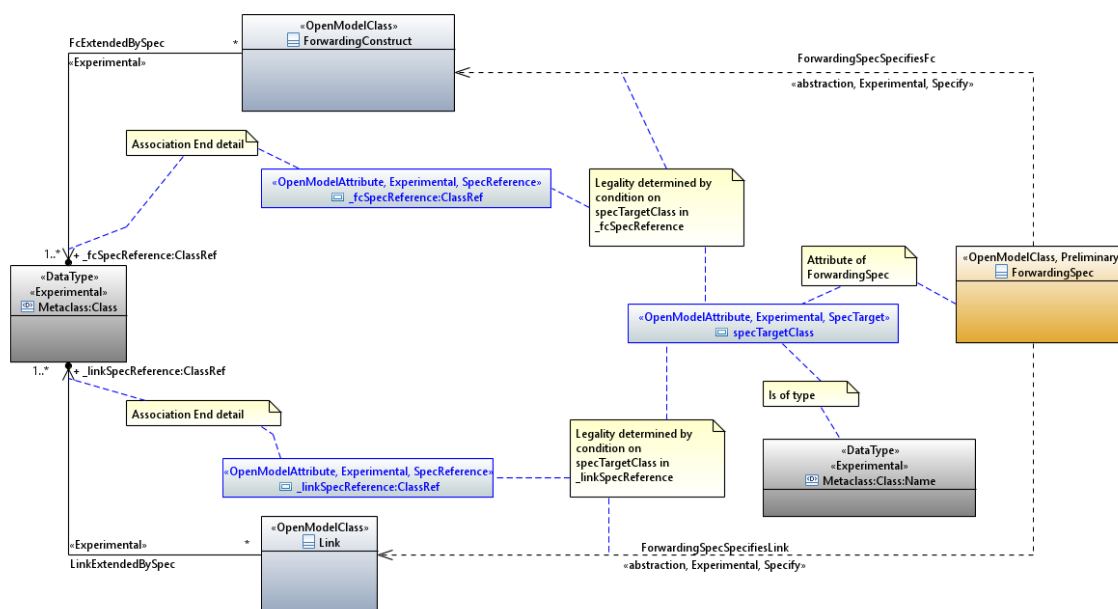 «OpenModelClass»
ForwardingConstruct
FcExtendedBySpec
*
«Experimental»
ForwardingSpecSpecifiesFc
«abstraction, Experimental, Specify»
Association End detail
«OpenModelAttribute, Experimental, SpecReference»
_fcSpecReference:ClassRef
Legality determined by
condition on
specTargetClass in
_fcSpecReference
1..*
+ _fcSpecReference:ClassRef
«DataType»
«Experimental»
Metaclass:Class
Attribute of
ForwardingSpec
«OpenModelClass, Preliminary
ForwardingSpec
«OpenModelAttribute, Experimental, SpecTarget»
specTargetClass
1..*
+ _linkSpecReference:ClassRef
Association End detail
Is of type
Legality determined by
condition on
specTargetClass in
_linkSpecReference
«OpenModelAttribute, Experimental, SpecReference»
_linkSpecReference:ClassRef
«DataType»
«Experimental»
Metaclass:Class:Name
«OpenModelClass»
Link
«Experimental»
*
LinkExtendedBySpec
ForwardingSpecSpecifiesLink
«abstraction, Experimental, Specify»